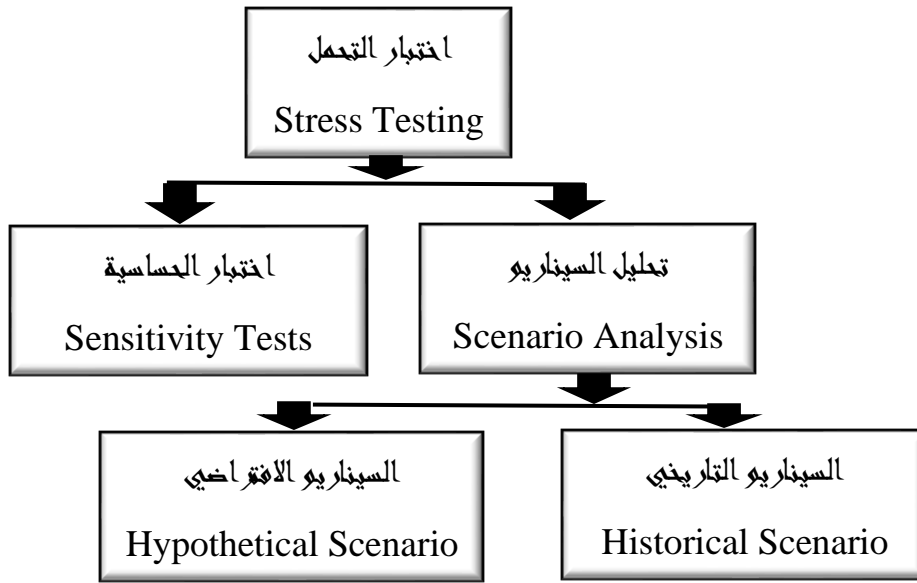 اختبار التحمل
Stress Testing
اختبار الحساسية
Sensitivity Tests
تحليل السيناريو
Scenario Analysis
السيناريو الافتراضي
Hypothetical Scenario
السيناريو التاريخي
Historical Scenario